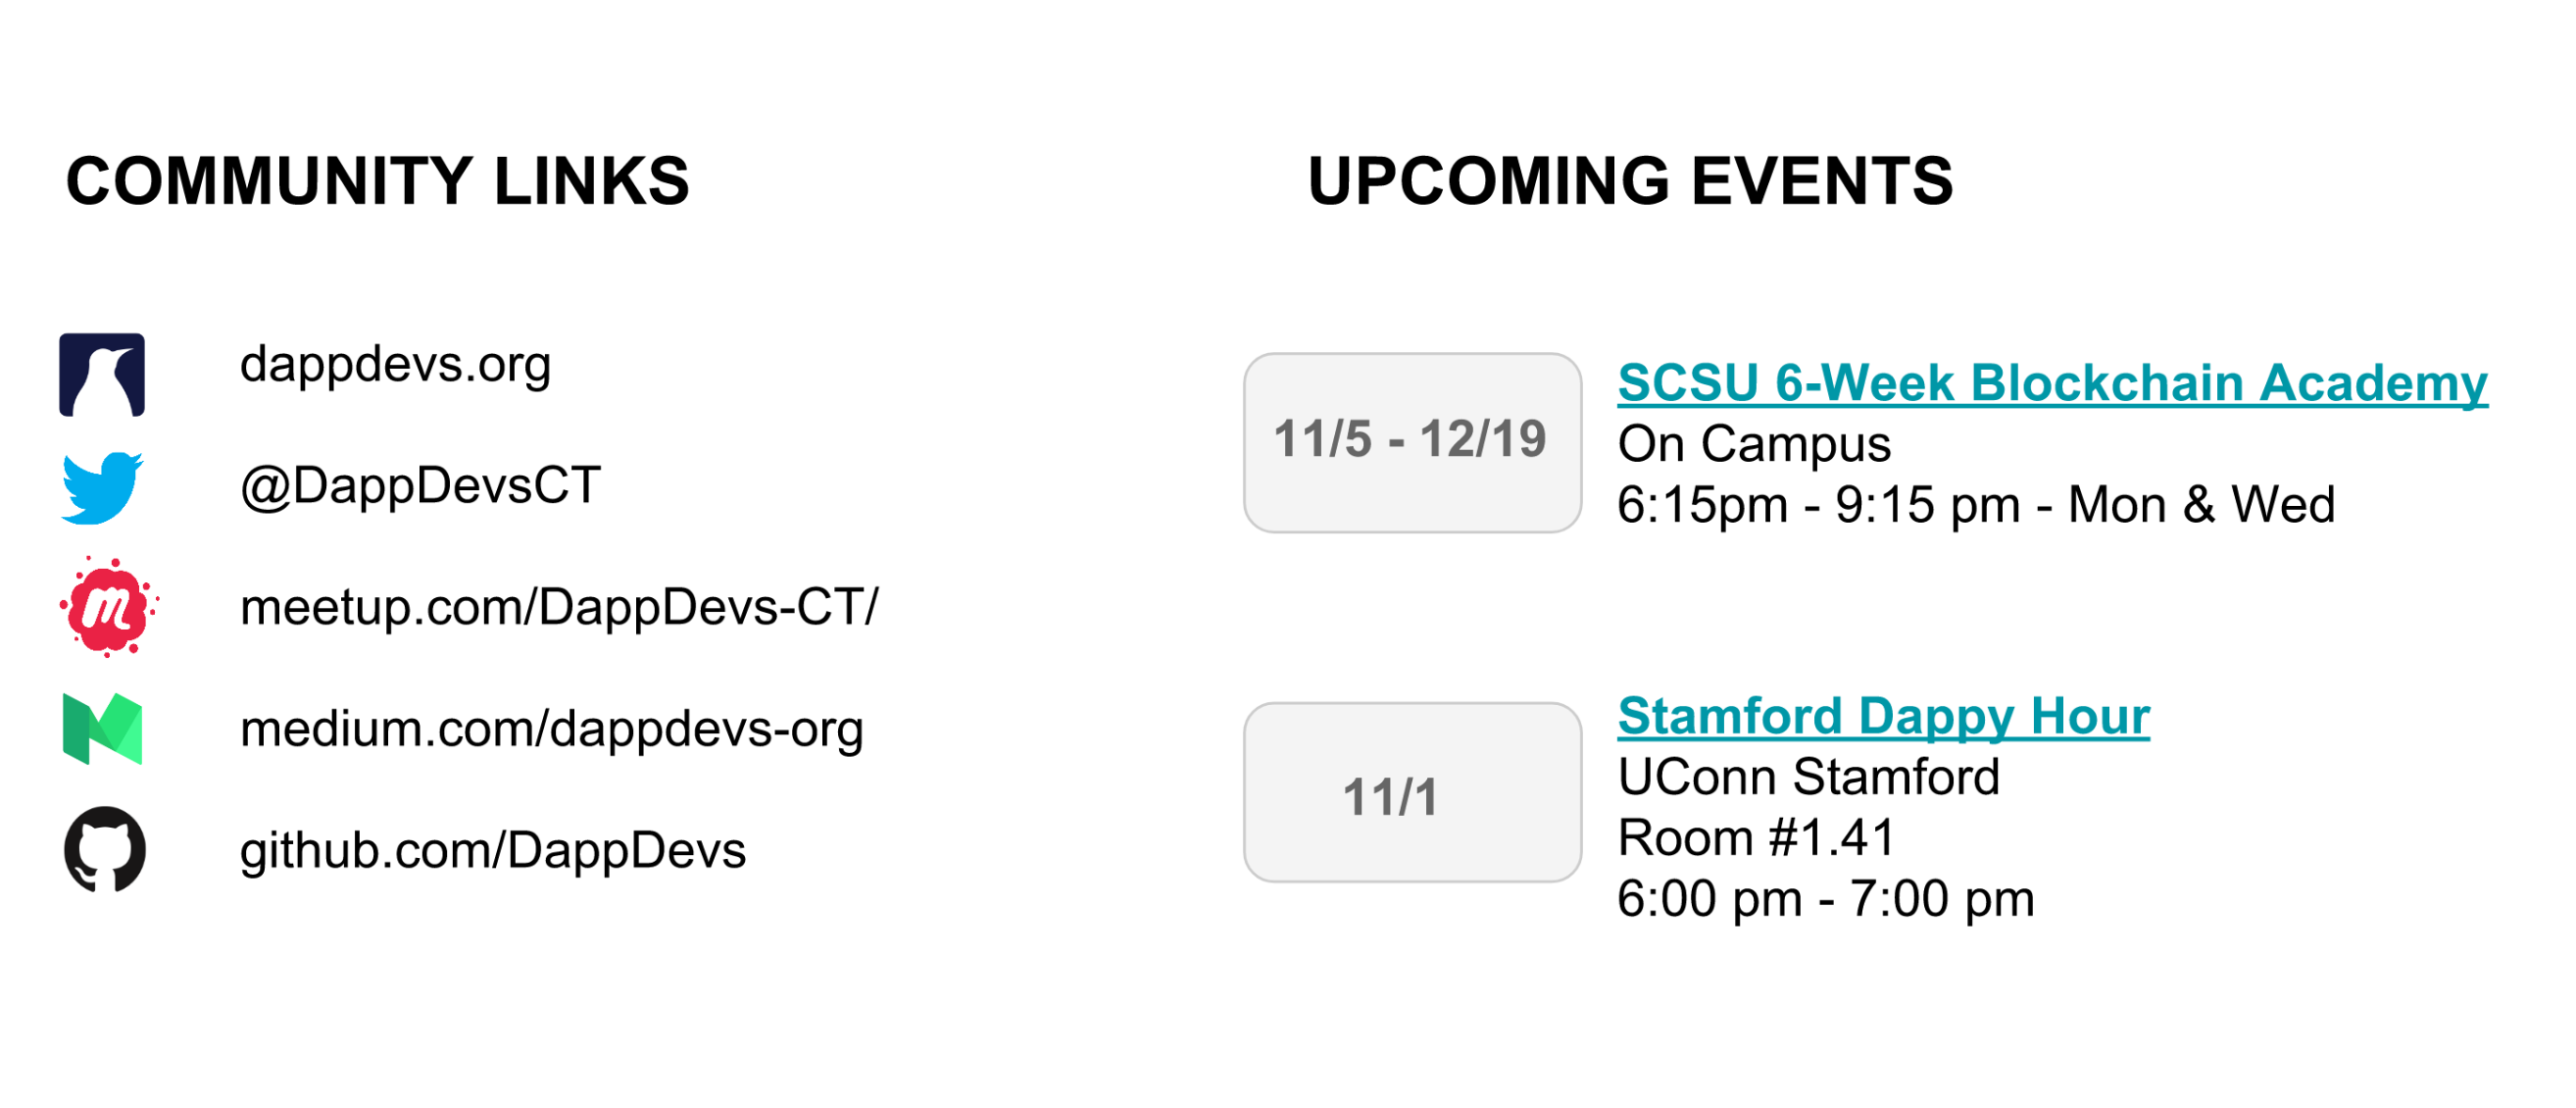 COMMUNITY LINKS
dappdevs.org
@DappDevsCT
meetup.com/DappDevs-CT/
medium.com/dappdevs-org
github.com/DappDevs
UPCOMING EVENTS
11/5 - 12/19
SCSU 6-Week Blockchain Academy
On Campus
6:15pm - 9:15 pm - Mon & Wed
11/1
Stamford Dappy Hour
UConn Stamford
Room #1.41
6:00 pm - 7:00 pm